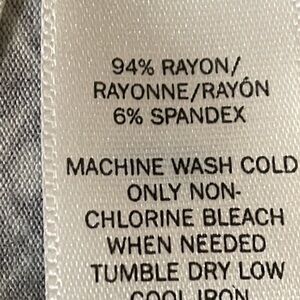 94% RAYON/
RAYONNE/RAYÓN
6% SPANDEX
MACHINE WASH COLD
ONLY NON-
CHLORINE BLEACH
WHEN NEEDED
TUMBLE DRY LOW
COOL IRON